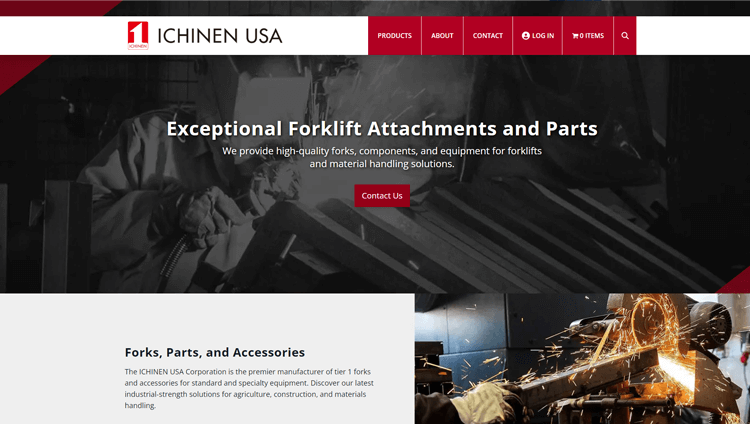 1
ICHINEN
ICHINEN USA
PRODUCTS
ABOUT
CONTACT
LOG IN
0 ITEMS
Exceptional Forklift Attachments and Parts
We provide high-quality forks, components, and equipment for forklifts
and material handling solutions.
Contact Us
Forks, Parts, and Accessories
The ICHINEN USA Corporation is the premier manufacturer of tier 1 forks
and accessories for standard and specialty equipment. Discover our latest
industrial-strength solutions for agriculture, construction, and materials
handling.